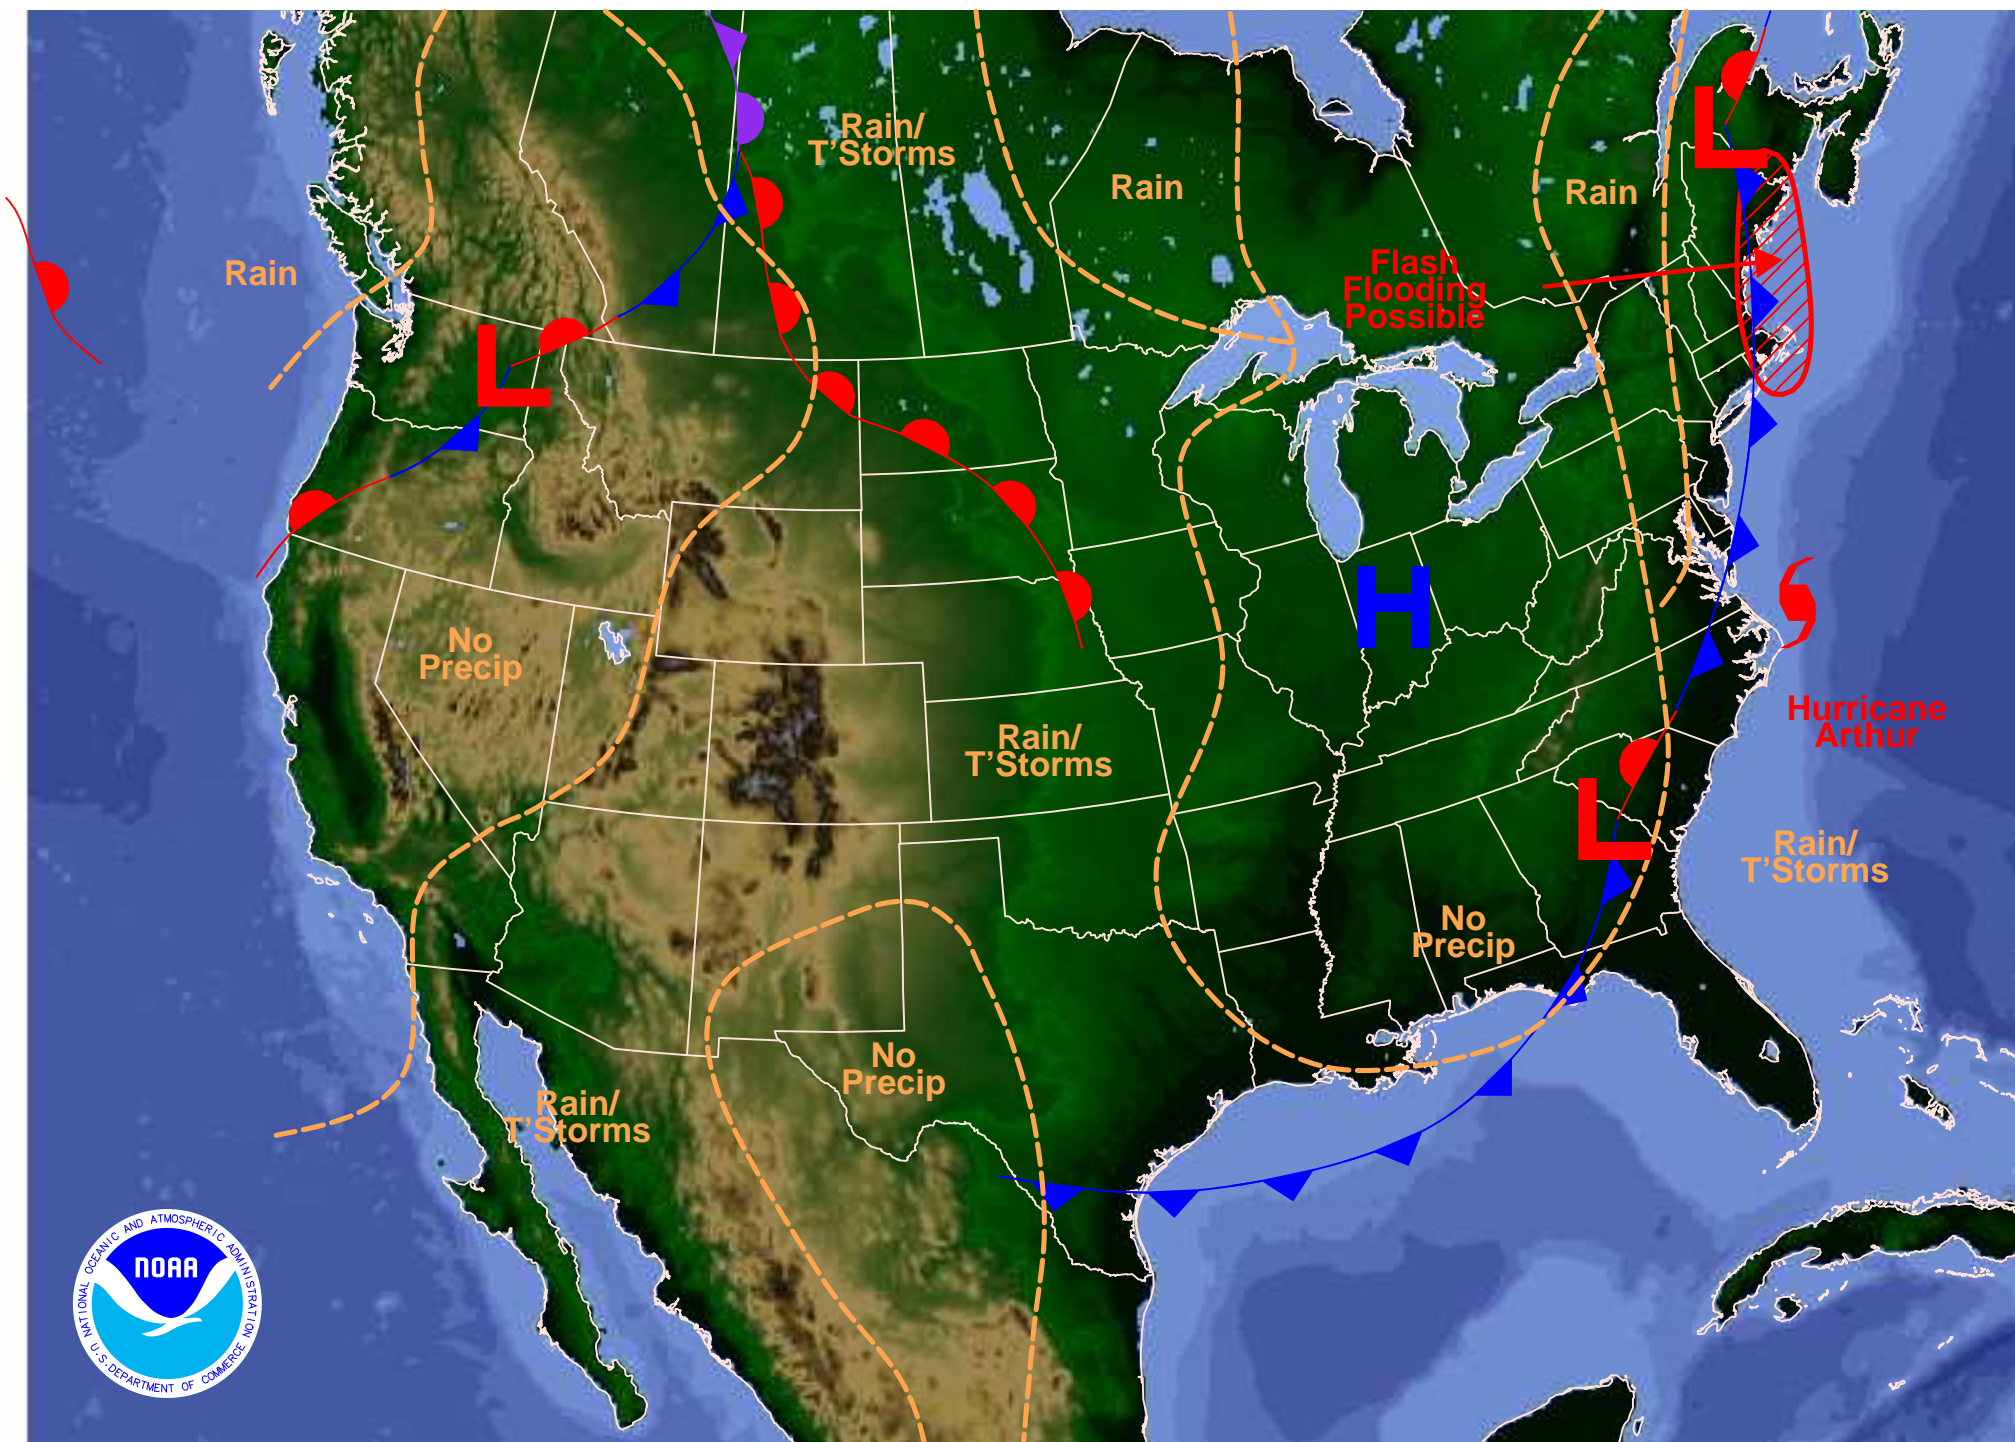 Rain/
T'Storms
Rain
Rain
L
Rain
Flash
Flooding
Possible
L
H
No
Precip
Hurricane
Arthur
Rain/
T'Storms
L
Rain/
T'Storms
No
Precip
No
Precip
Rain/
T'Storms
NATIONAL OCEANIC AND ATMOSPHERIC ADMINISTRATION
NOAA
U.S. DEPARTMENT OF COMMERCE